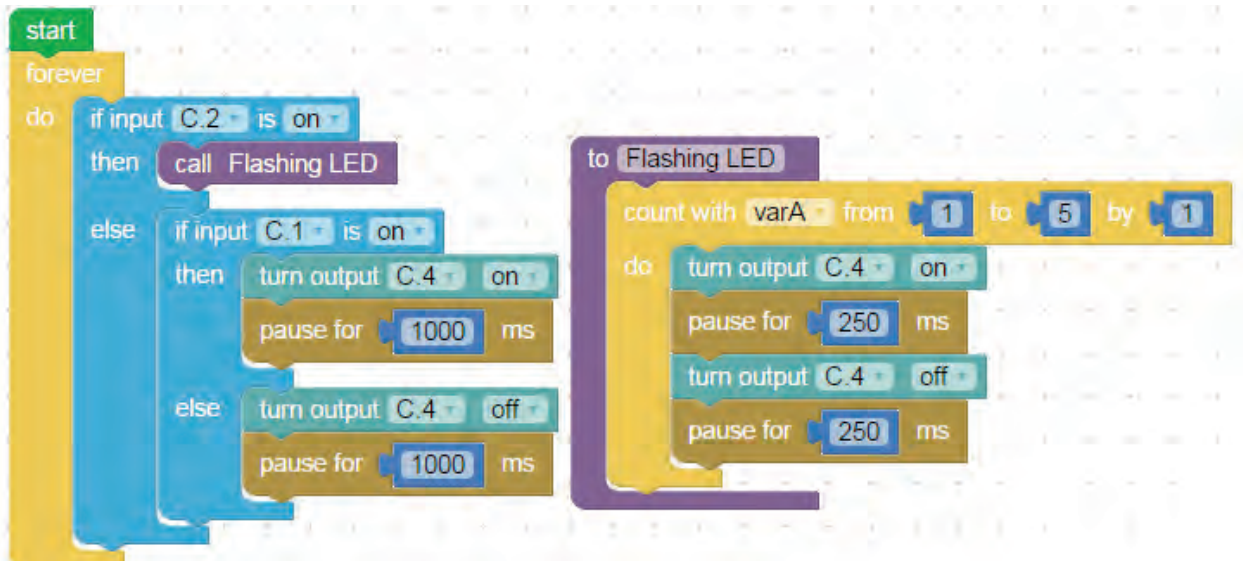 start
forever
do if input C.2 is on
then call Flashing LED
else if input C.1 is on
then turn output C.4 on
pause for 1000 ms
else turn output C.4 off
pause for 1000 ms
to Flashing LED
count with varA from 1 to 5 by 1
do turn output C.4 on
pause for 250 ms
turn output C.4 off
pause for 250 ms